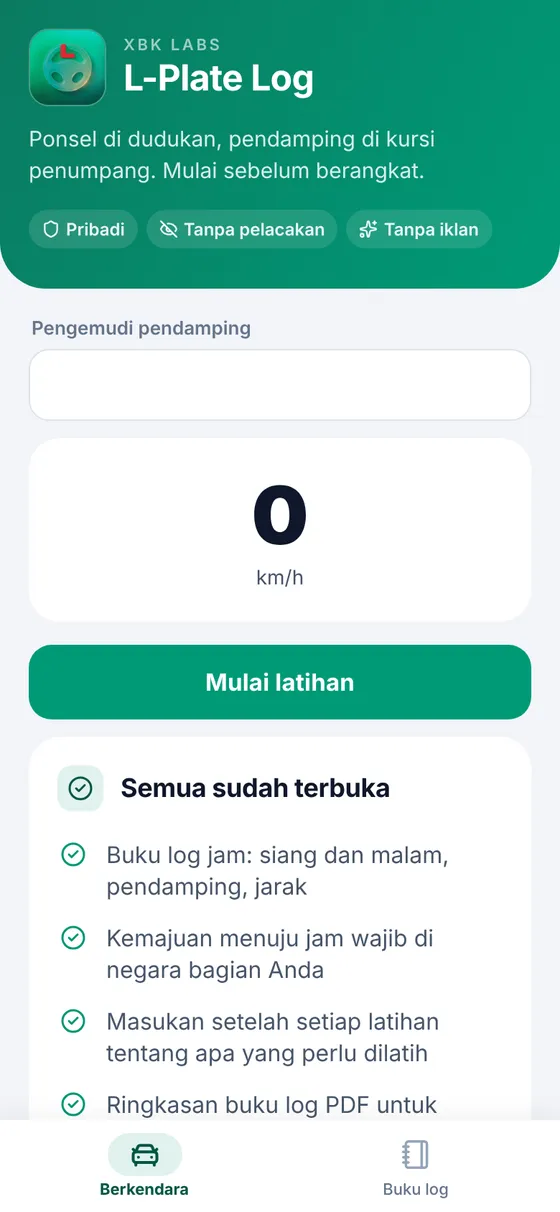 XBK LABS
L-Plate Log
Ponsel di dudukan, pendamping di kursi
penumpang. Mulai sebelum berangkat.
Pribadi
Tanpa pelacakan
Tanpa iklan
Pengemudi pendamping
0
km/h
Mulai latihan
Semua sudah terbuka
Buku log jam: siang dan malam,
pendamping, jarak
Kemajuan menuju jam wajib di
negara bagian Anda
Masukan setelah setiap latihan
tentang apa yang perlu dilatih
Ringkasan buku log PDF untuk
Berkendara
Buku log